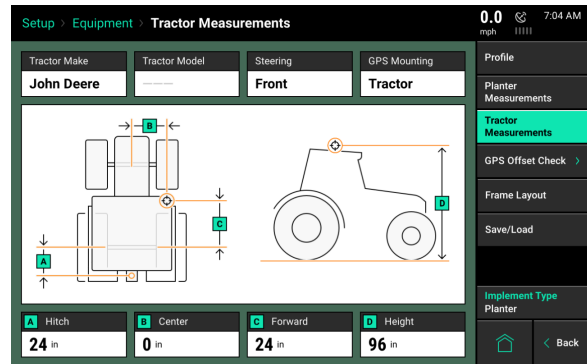 Setup > Equipment > Tractor Measurements
0.0 mph
7:04 AM
Tractor Make
John Deere
Tractor Model
---
Steering
Front
GPS Mounting
Tractor
B
A
C
D
A Hitch
24 in
B Center
0 in
C Forward
24 in
D Height
96 in
Profile
Planter
Measurements
Tractor
Measurements
GPS Offset Check >
Frame Layout
Save/Load
Implement Type
Planter
< Back